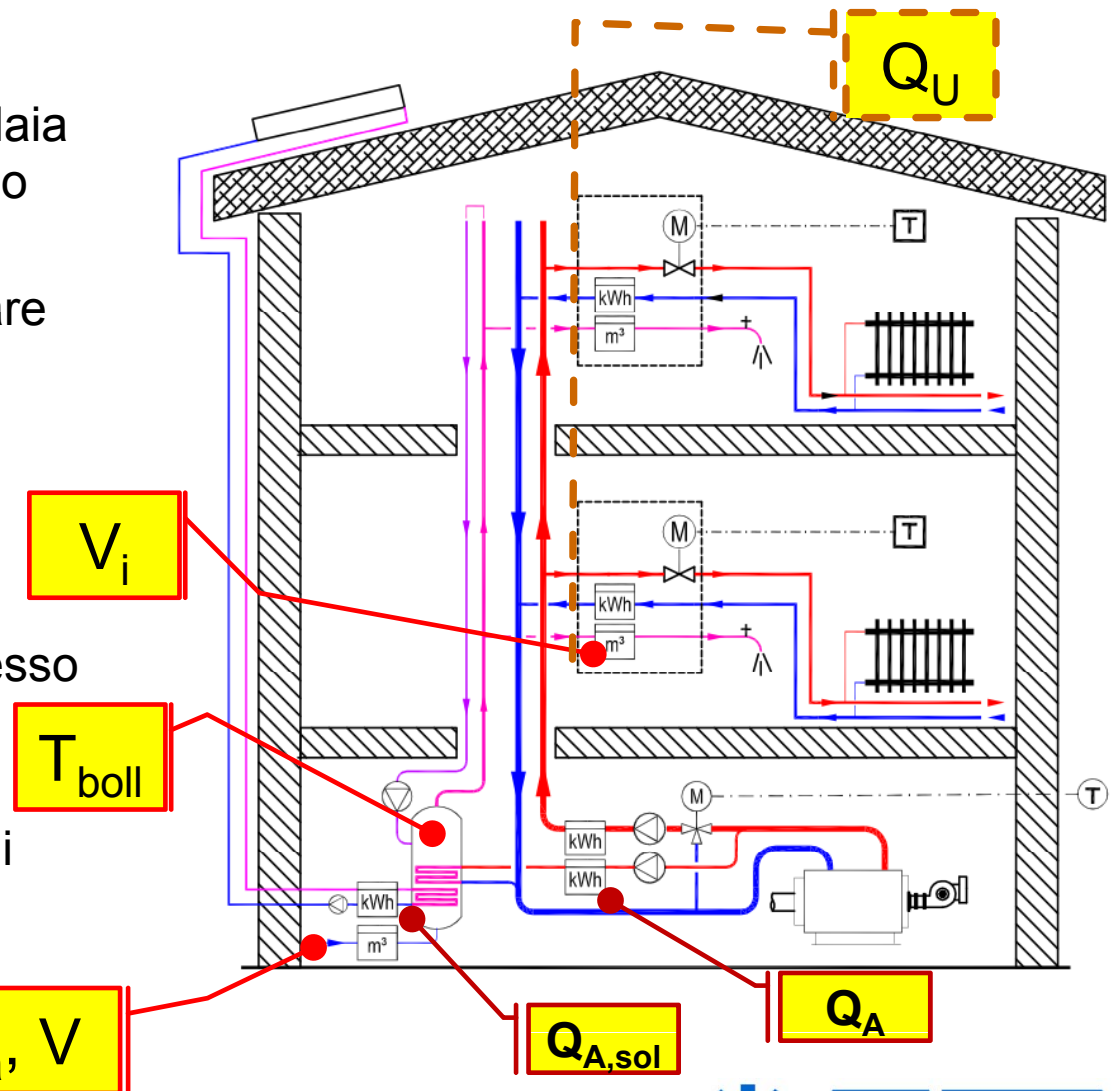 Q_U
laia
o
are
M
T
kWh
m³
V_i
M
T
kWh
m³
esso
T_boll
M
T
kWh
kWh
i
kWh
m³
Q_A
Q_A,sol
, V